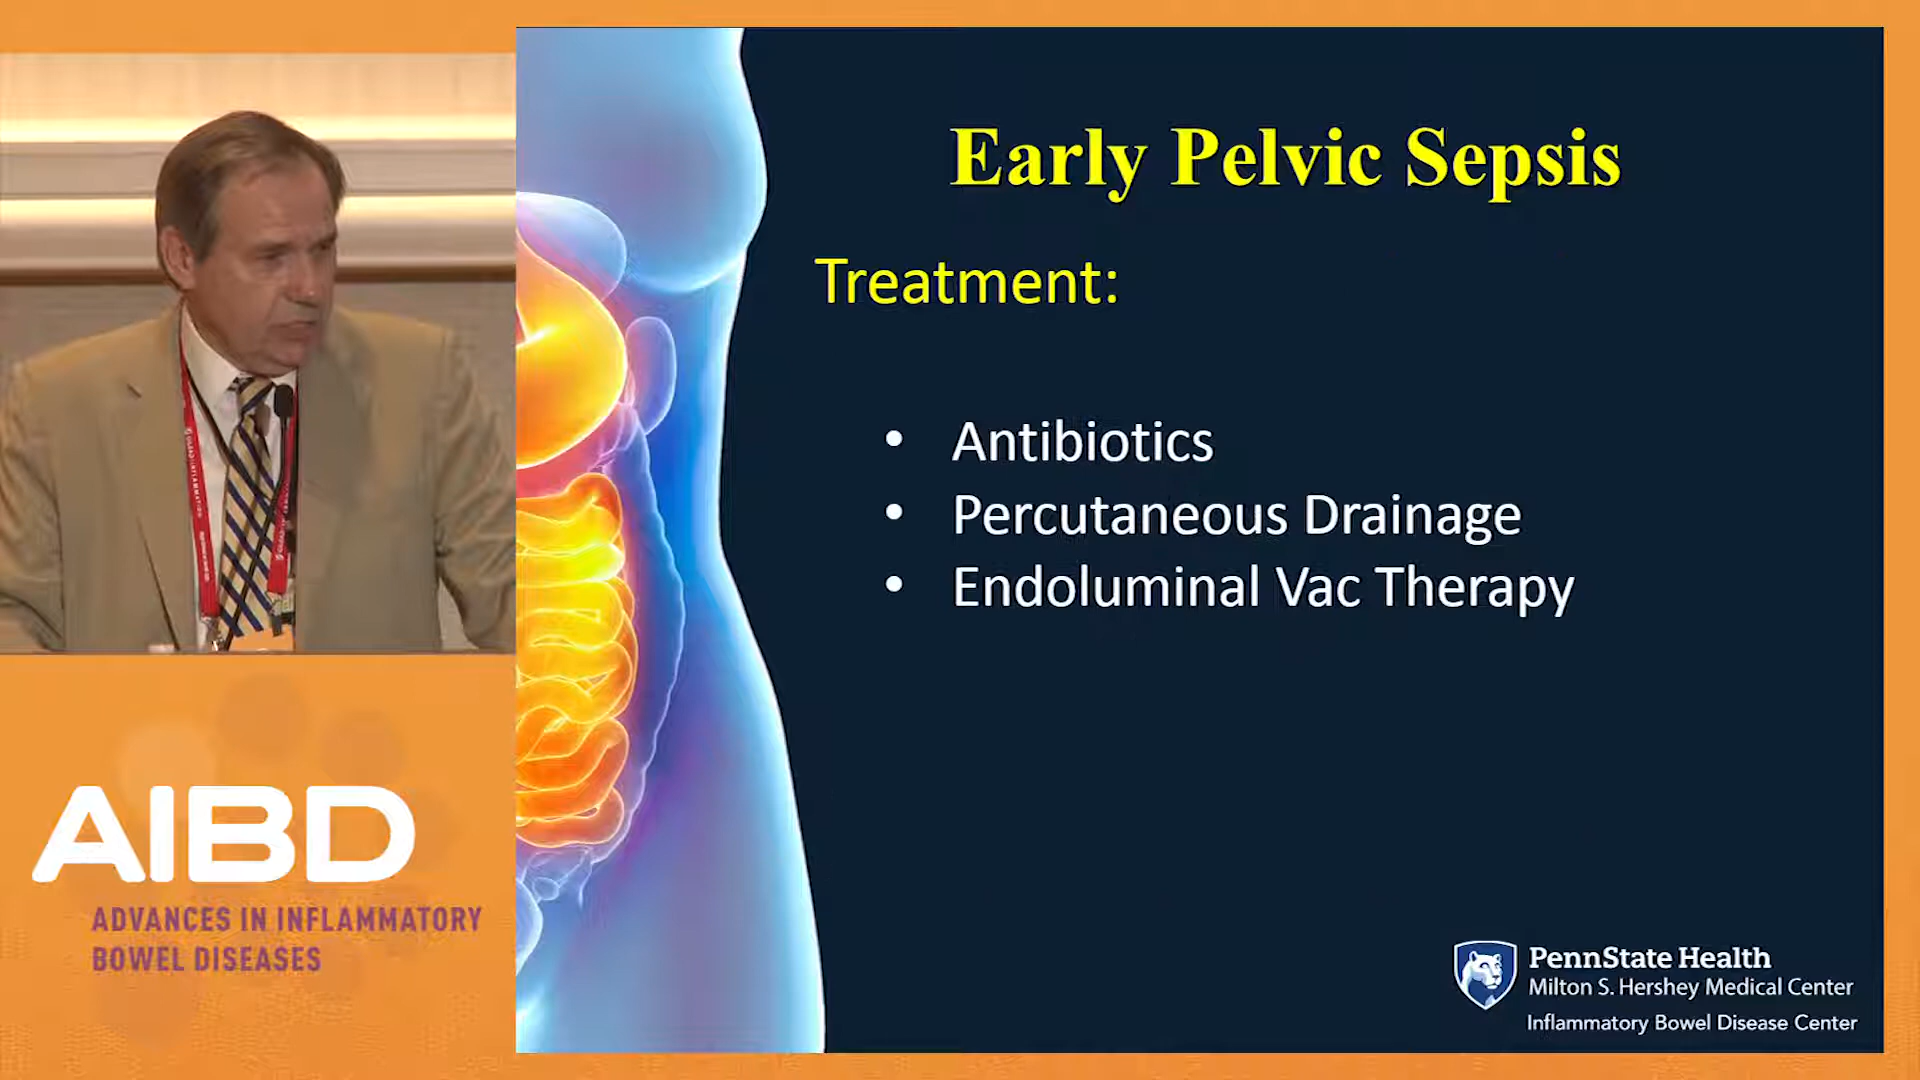 Early Pelvic Sepsis
Treatment:
• Antibiotics
• Percutaneous Drainage
• Endoluminal Vac Therapy
AIBD
ADVANCES IN INFLAMMATORY
BOWEL DISEASES
PennState Health
Milton S. Hershey Medical Center
Inflammatory Bowel Disease Center